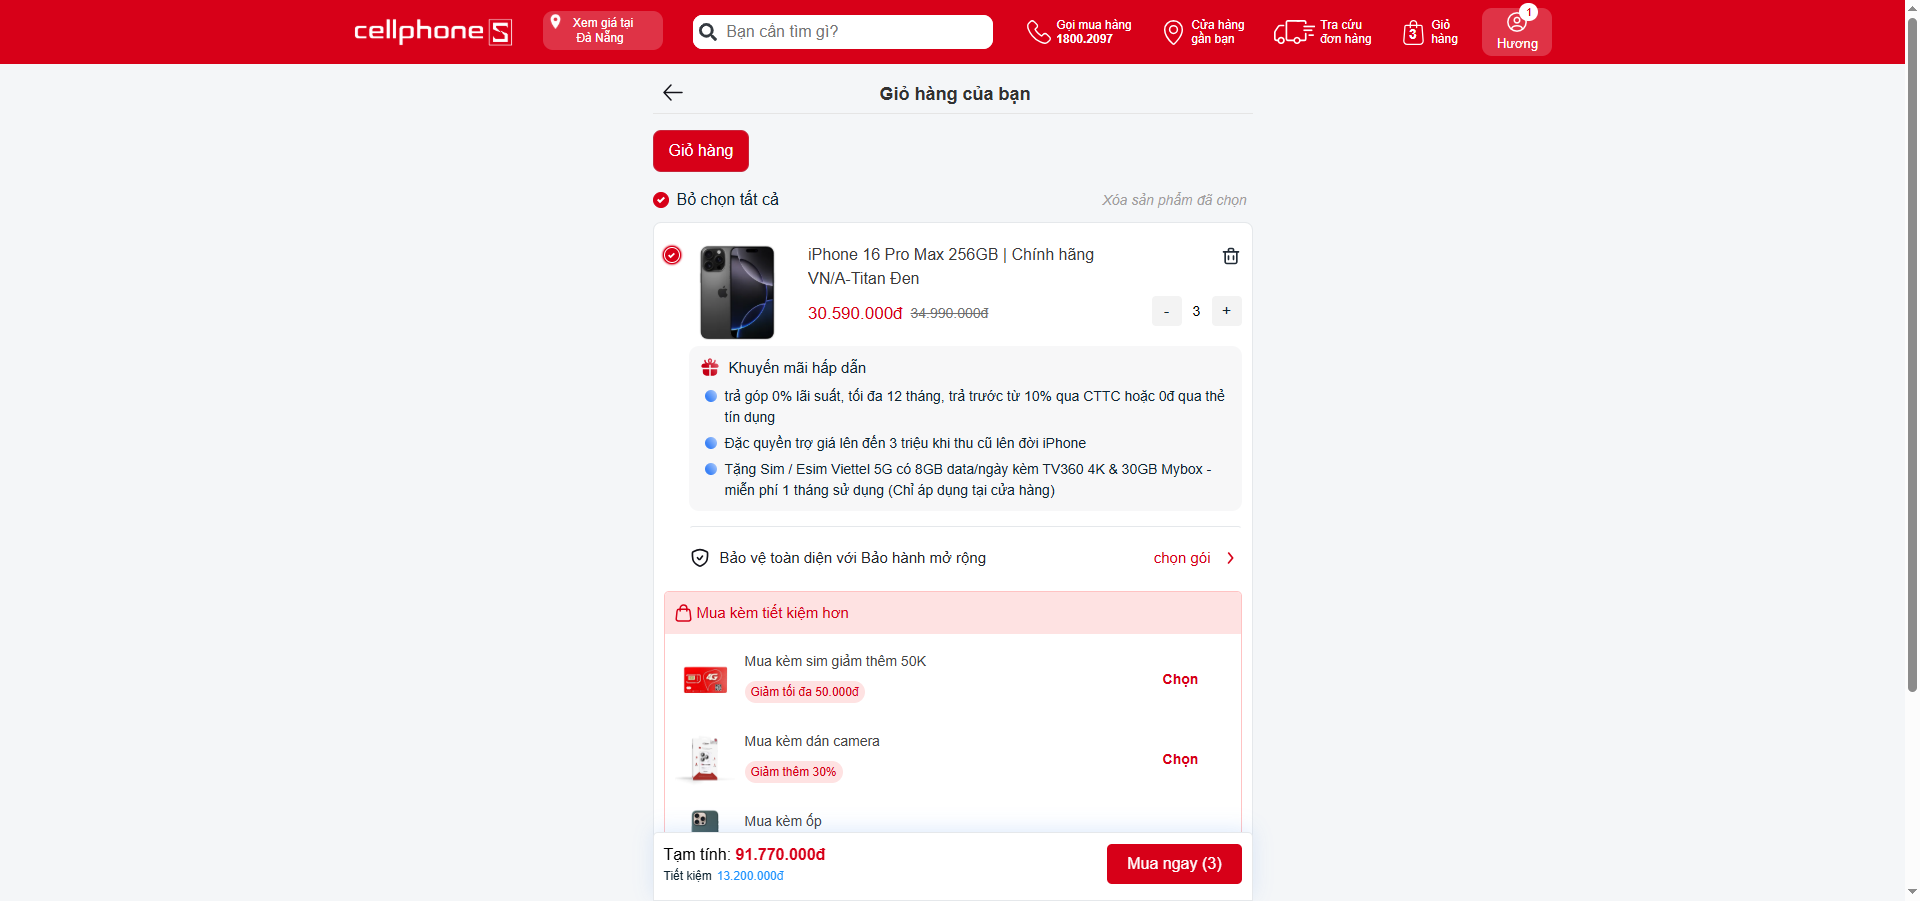 cellphoneS
Xem giá tại
Đà Nẵng
Bạn cần tìm gì?
Gọi mua hàng
1800.2097
Cửa hàng
gần bạn
Tra cứu
đơn hàng
3
Giỏ
hàng
1
Hương
Giỏ hàng của bạn
Giỏ hàng
Bỏ chọn tất cả
Xóa sản phẩm đã chọn
iPhone 16 Pro Max 256GB | Chính hãng
VN/A-Titan Đen
30.590.000đ 34.990.000đ
- 3 +
Khuyến mãi hấp dẫn
trả góp 0% lãi suất, tối đa 12 tháng, trả trước từ 10% qua CTTC hoặc 0đ qua thẻ
tín dụng
Đặc quyền trợ giá lên đến 3 triệu khi thu cũ lên đời iPhone
Tặng Sim / Esim Viettel 5G có 8GB data/ngày kèm TV360 4K & 30GB Mybox -
miễn phí 1 tháng sử dụng (Chỉ áp dụng tại cửa hàng)
Bảo vệ toàn diện với Bảo hành mở rộng
chọn gói
Mua kèm tiết kiệm hơn
4G
Mua kèm sim giảm thêm 50K
Giảm tối đa 50.000đ
Chọn
Mua kèm dán camera
Giảm thêm 30%
Chọn
Mua kèm ốp
Tạm tính: 91.770.000đ
Tiết kiệm 13.200.000đ
Mua ngay (3)